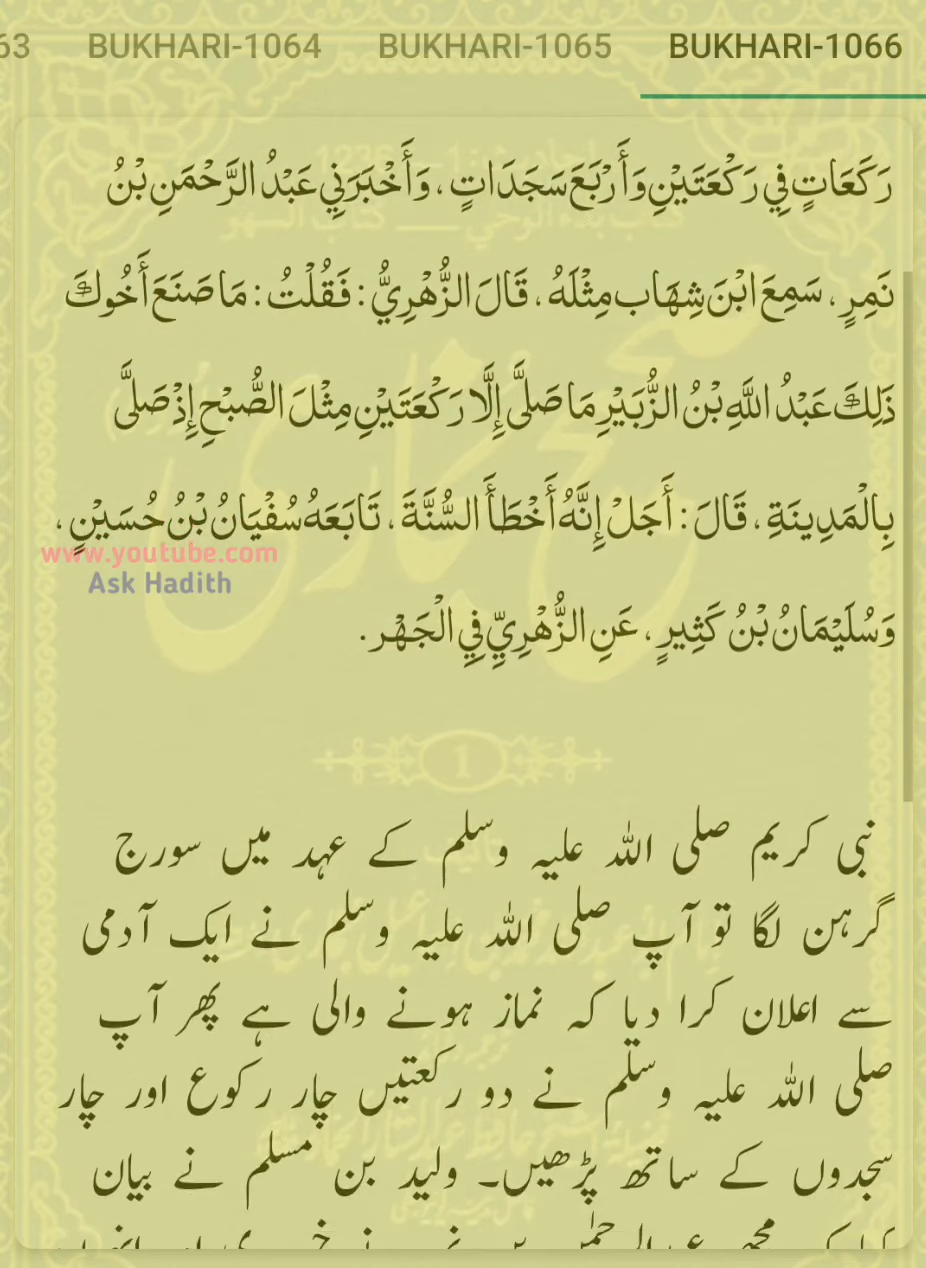 63 BUKHARI-1064 BUKHARI-1065 BUKHARI-1066
رَكَعَاتٍ فِي رَكْعَتَيْنِ وَأَرْبَعَ سَجَدَاتٍ ، وَأَخْبَرَنِي عَبْدُ الرَّحْمَنِ بْنُ
نَمِرٍ ، سَمِعَ ابْنَ شِهَاب مِثْلَهُ ، قَالَ الزُّهْرِيُّ : فَقُلْتُ : مَا صَنَعَ أَخُوكَ
ذَلِكَ عَبْدُ اللَّهِ بْنُ الزُّبَيْرِ مَا صَلَّى إِلَّا رَكْعَتَيْنِ مِثْلَ الصُّبْحِ إِذْ صَلَّى
بِالْمَدِينَةِ ، قَالَ : أَجَلْ إِنَّهُ أَخْطَأَ السُّنَّةَ ، تَابَعَهُ سُفْيَانُ بْنُ حُسَيْنٍ ،
www.youtube.com
Ask Hadith
وَسُلَيْمَانُ بْنُ كَثِيرٍ ، عَنِ الزُّهْرِيِّ فِي الْجَهْر .
1
نبی کریم صلی اللہ علیہ وسلم کے عہد میں سورج
گرہن لگا تو آپ صلی اللہ علیہ وسلم نے ایک آدمی
سے اعلان کرا دیا کہ نماز ہونے والی ہے پھر آپ
صلی اللہ علیہ وسلم نے دو رکعتیں چار رکوع اور چار
سجدوں کے ساتھ پڑھیں۔ ولید بن مسلم نے بیان